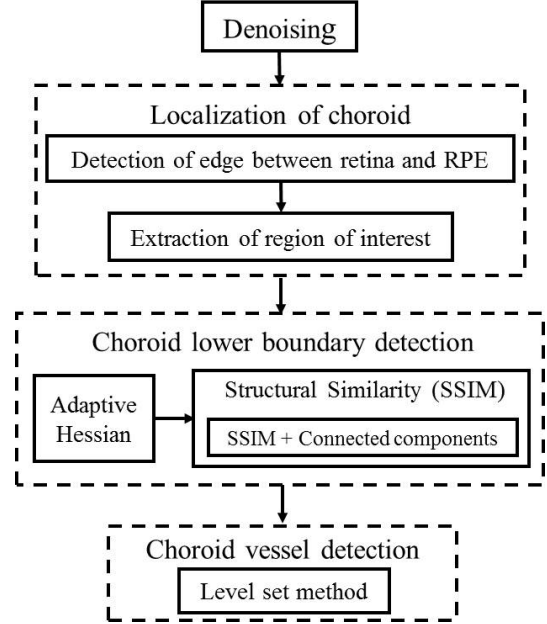 Denoising
Localization of choroid
Detection of edge between retina and RPE
Extraction of region of interest
Choroid lower boundary detection
Adaptive
Hessian
Structural Similarity (SSIM)
SSIM + Connected components
Choroid vessel detection
Level set method